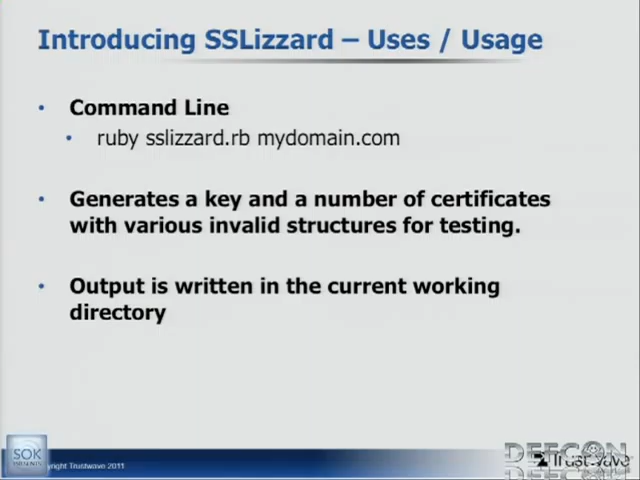 Introducing SSLizzard – Uses / Usage
• Command Line
• ruby sslizzard.rb mydomain.com
• Generates a key and a number of certificates
with various invalid structures for testing.
• Output is written in the current working
directory
SOK
yright Trustwave 2011
DEFCON
Trustwave